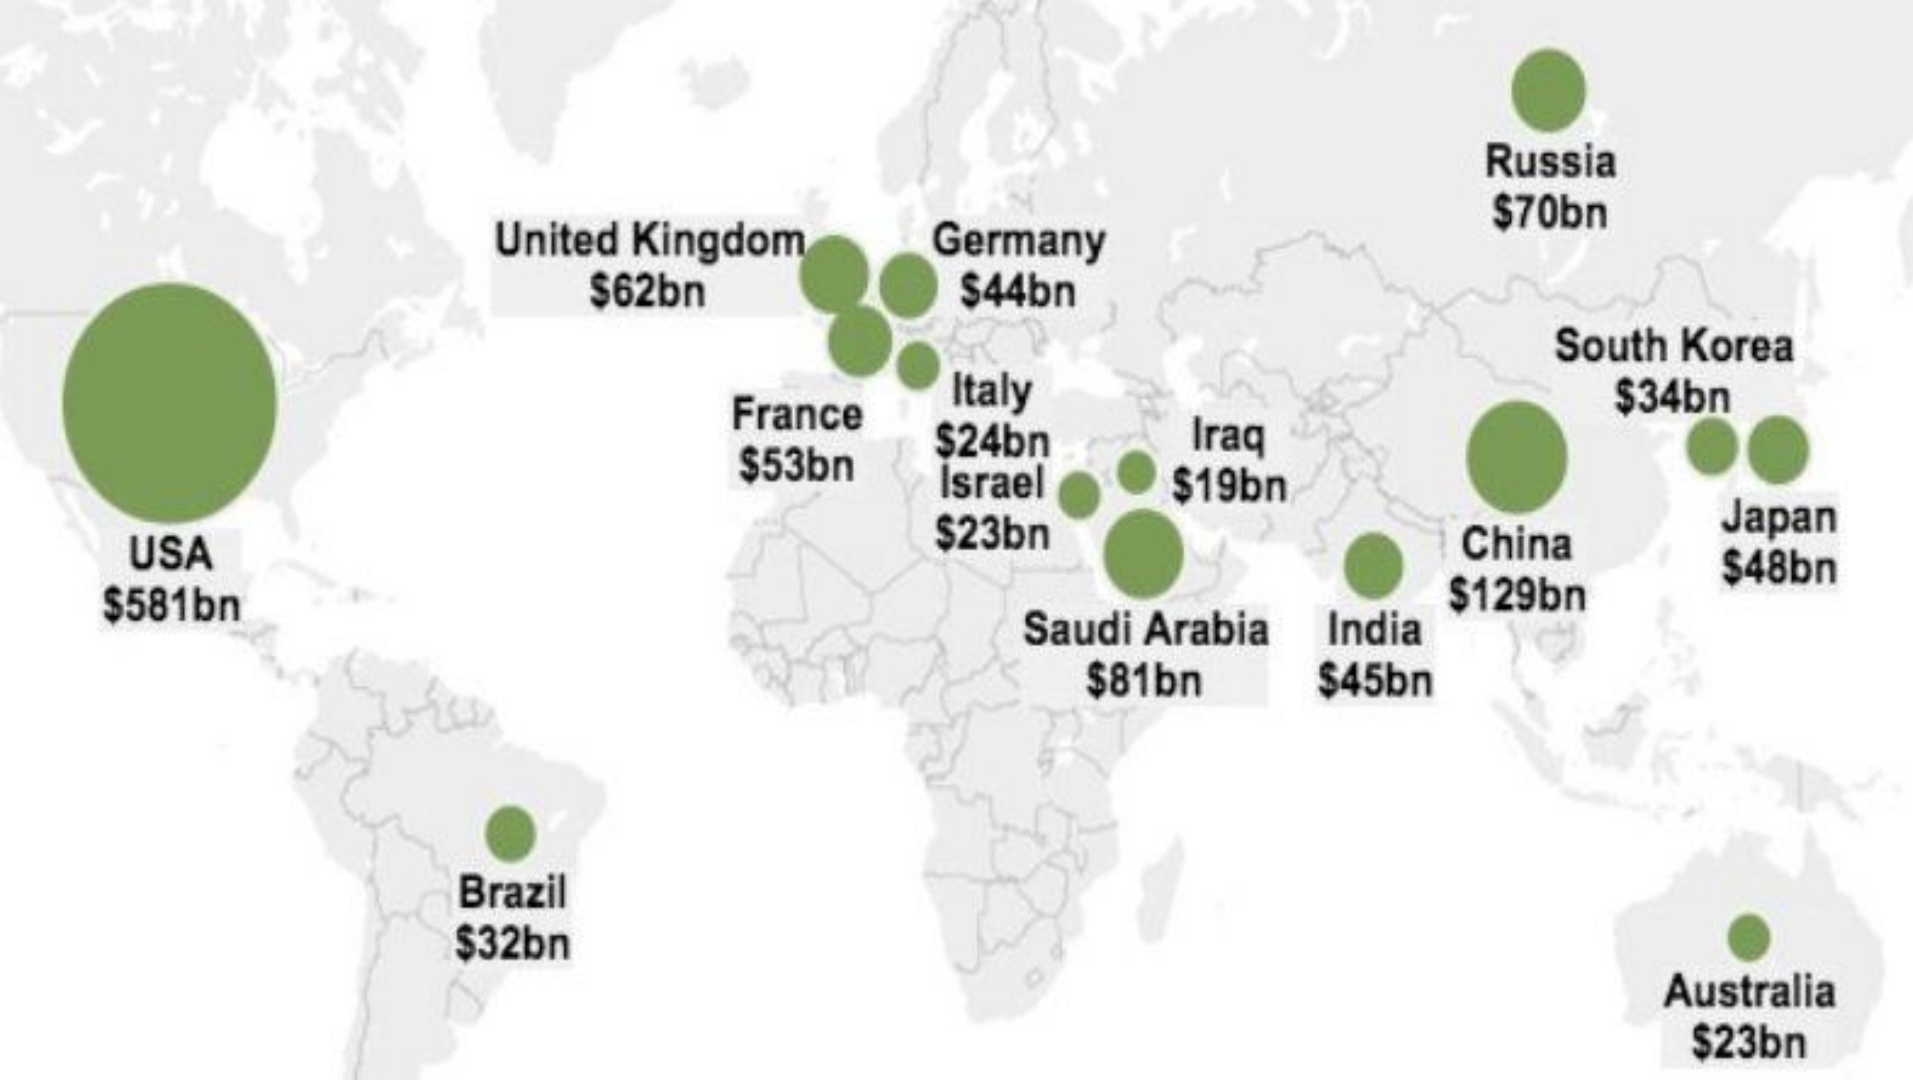 Russia
$70bn
United Kingdom
$62bn
Germany
$44bn
South Korea
$34bn
France
$53bn
Italy
$24bn
Iraq
$19bn
Israel
$23bn
Japan
$48bn
China
$129bn
USA
$581bn
Saudi Arabia
$81bn
India
$45bn
Brazil
$32bn
Australia
$23bn